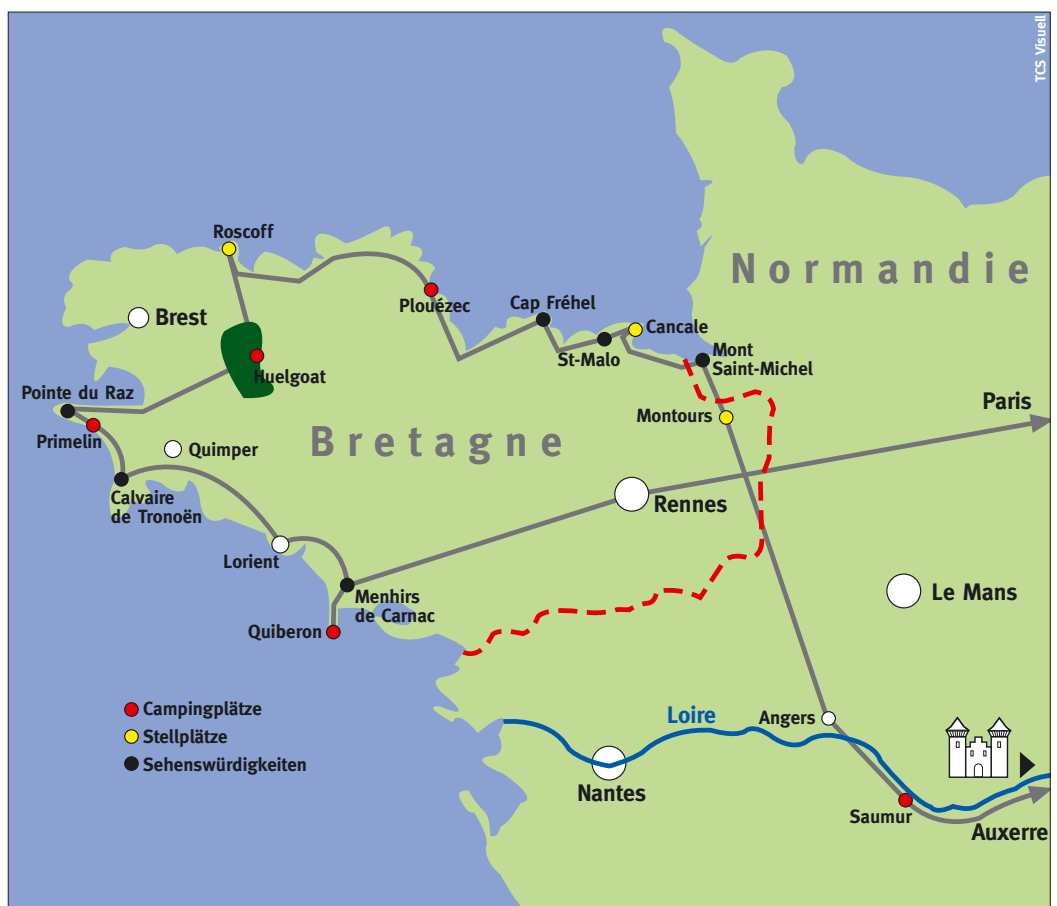 TCS Visuell
Roscoff
Normandie
Plouézec
Cap Fréhel
Brest
Cancale
St-Malo
Mont
Saint-Michel
Huelgoat
Pointe du Raz
Paris
Montours
Primelin
Bretagne
Quimper
Calvaire
de Tronoën
Rennes
Lorient
Menhirs
de Carnac
Le Mans
Quiberon
Campingplätze
Stellplätze
Sehenswürdigkeiten
Loire
Angers
Nantes
Saumur
Auxerre